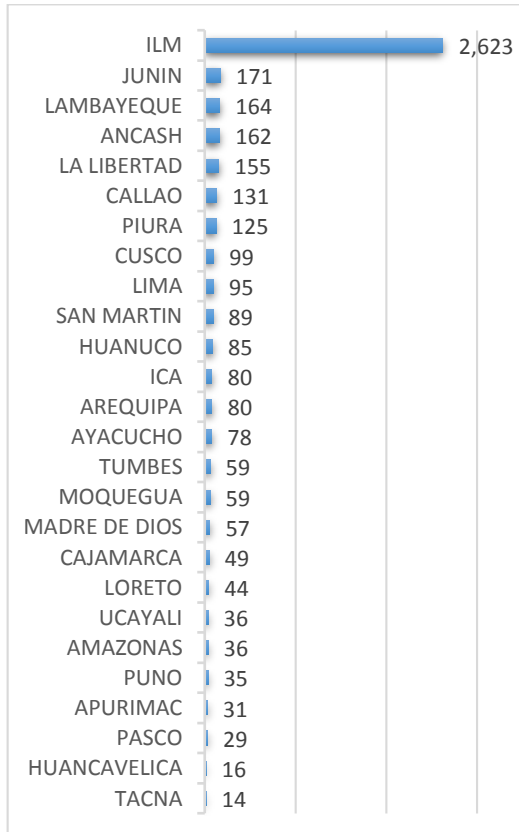 ILM 2,623
JUNIN 171
LAMBAYEQUE 164
ANCASH 162
LA LIBERTAD 155
CALLAO 131
PIURA 125
CUSCO 99
LIMA 95
SAN MARTIN 89
HUANUCO 85
ICA 80
AREQUIPA 80
AYACUCHO 78
TUMBES 59
MOQUEGUA 59
MADRE DE DIOS 57
CAJAMARCA 49
LORETO 44
UCAYALI 36
AMAZONAS 36
PUNO 35
APURIMAC 31
PASCO 29
HUANCAVELICA 16
TACNA 14